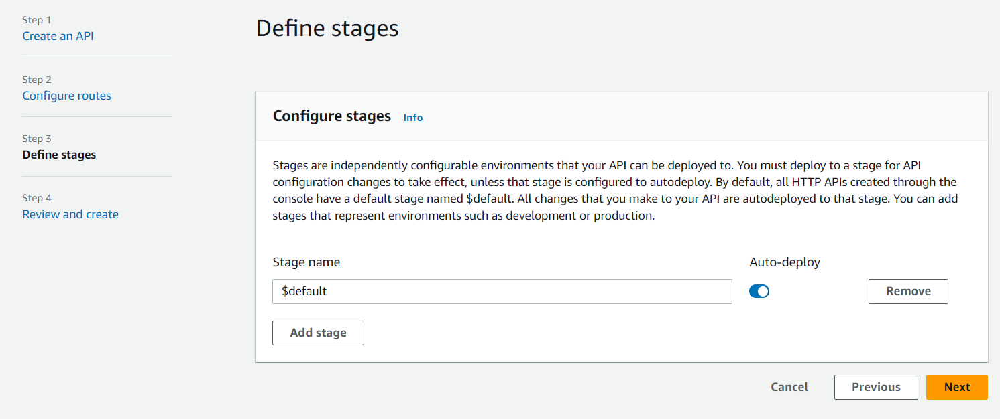 Step 1
Create an API
Step 2
Configure routes
Step 3
Define stages
Step 4
Review and create
Define stages
Configure stages Info
Stages are independently configurable environments that your API can be deployed to. You must deploy to a stage for API
configuration changes to take effect, unless that stage is configured to autodeploy. By default, all HTTP APIs created through the
console have a default stage named $default. All changes that you make to your API are autodeployed to that stage. You can add
stages that represent environments such as development or production.
Stage name Auto-deploy
$default Remove
Add stage
Cancel Previous Next